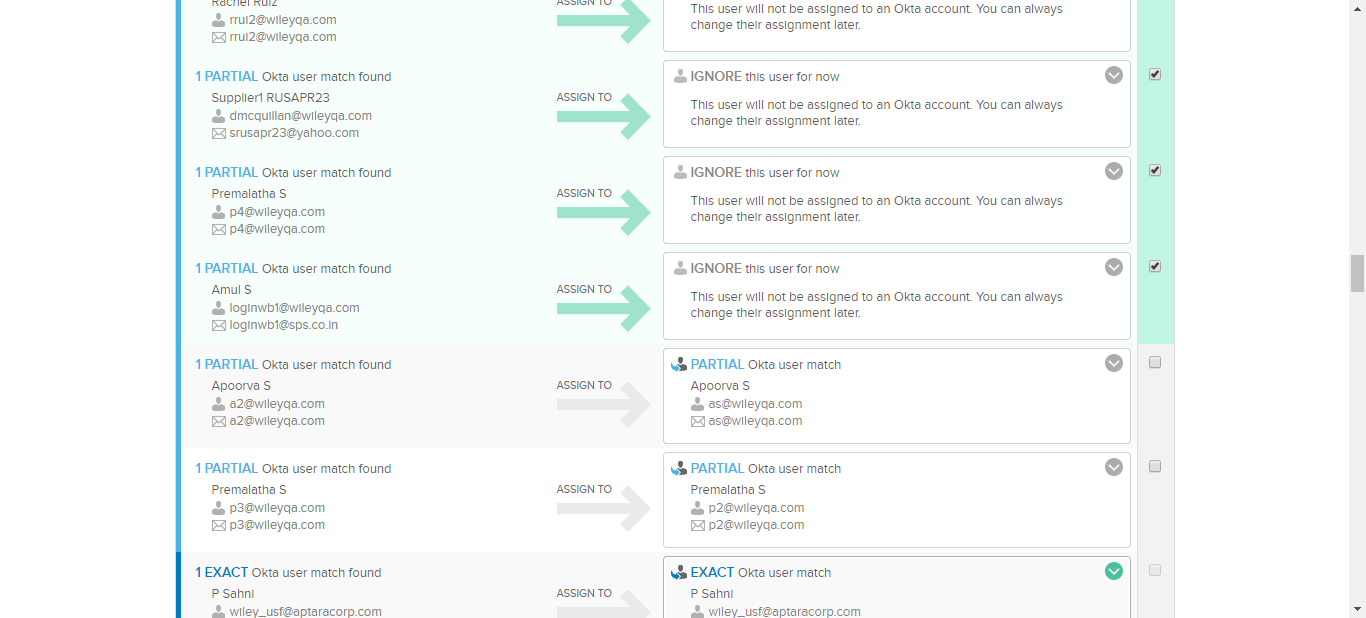 Rachel Ruiz
rrui2@wileyqa.com
rrui2@wileyqa.com
ASSIGN TO
This user will not be assigned to an Okta account. You can always
change their assignment later.
1 PARTIAL Okta user match found
Supplier1 RUSAPR23
dmcquillan@wileyqa.com
srusapr23@yahoo.com
ASSIGN TO
IGNORE this user for now
This user will not be assigned to an Okta account. You can always
change their assignment later.
1 PARTIAL Okta user match found
Premalatha S
p4@wileyqa.com
p4@wileyqa.com
ASSIGN TO
IGNORE this user for now
This user will not be assigned to an Okta account. You can always
change their assignment later.
1 PARTIAL Okta user match found
Amul S
loginwb1@wileyqa.com
loginwb1@sps.co.in
ASSIGN TO
IGNORE this user for now
This user will not be assigned to an Okta account. You can always
change their assignment later.
1 PARTIAL Okta user match found
Apoorva S
a2@wileyqa.com
a2@wileyqa.com
ASSIGN TO
PARTIAL Okta user match
Apoorva S
as@wileyqa.com
as@wileyqa.com
1 PARTIAL Okta user match found
Premalatha S
p3@wileyqa.com
p3@wileyqa.com
ASSIGN TO
PARTIAL Okta user match
Premalatha S
p2@wileyqa.com
p2@wileyqa.com
1 EXACT Okta user match found
P Sahni
wiley_usf@aptaracorp.com
ASSIGN TO
EXACT Okta user match
P Sahni
wiley_usf@aptaracorp.com